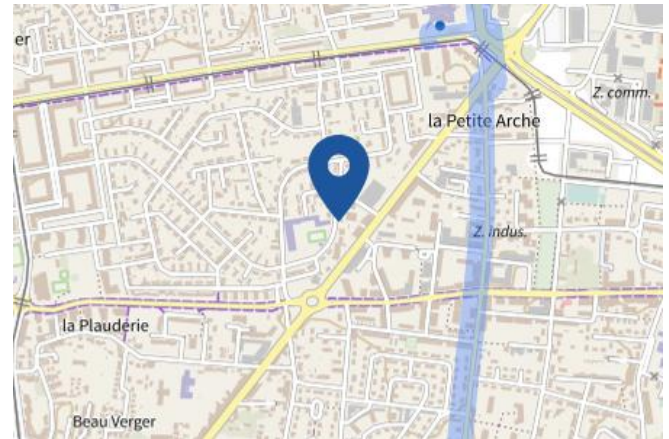 er
Z. comm.
la Petite Arche
Z. indus.
la Plauderie
Beau Verger